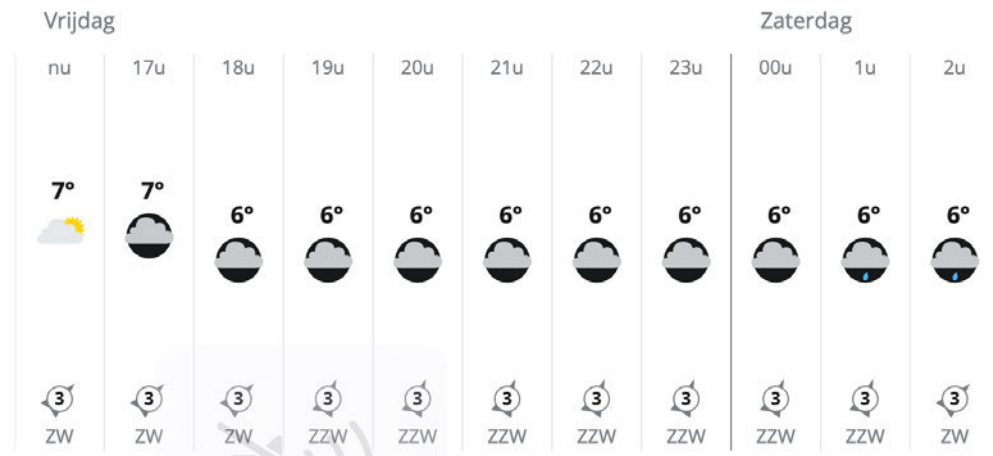 Vrijdag Zaterdag
nu 17u 18u 19u 20u 21u 22u 23u 00u 1u 2u
7° 7° 6° 6° 6° 6° 6° 6° 6° 6° 6°
3 3 3 3 3 3 3 3 3 3 3
ZW ZW ZW ZZW ZZW ZZW ZZW ZZW ZZW ZZW ZW